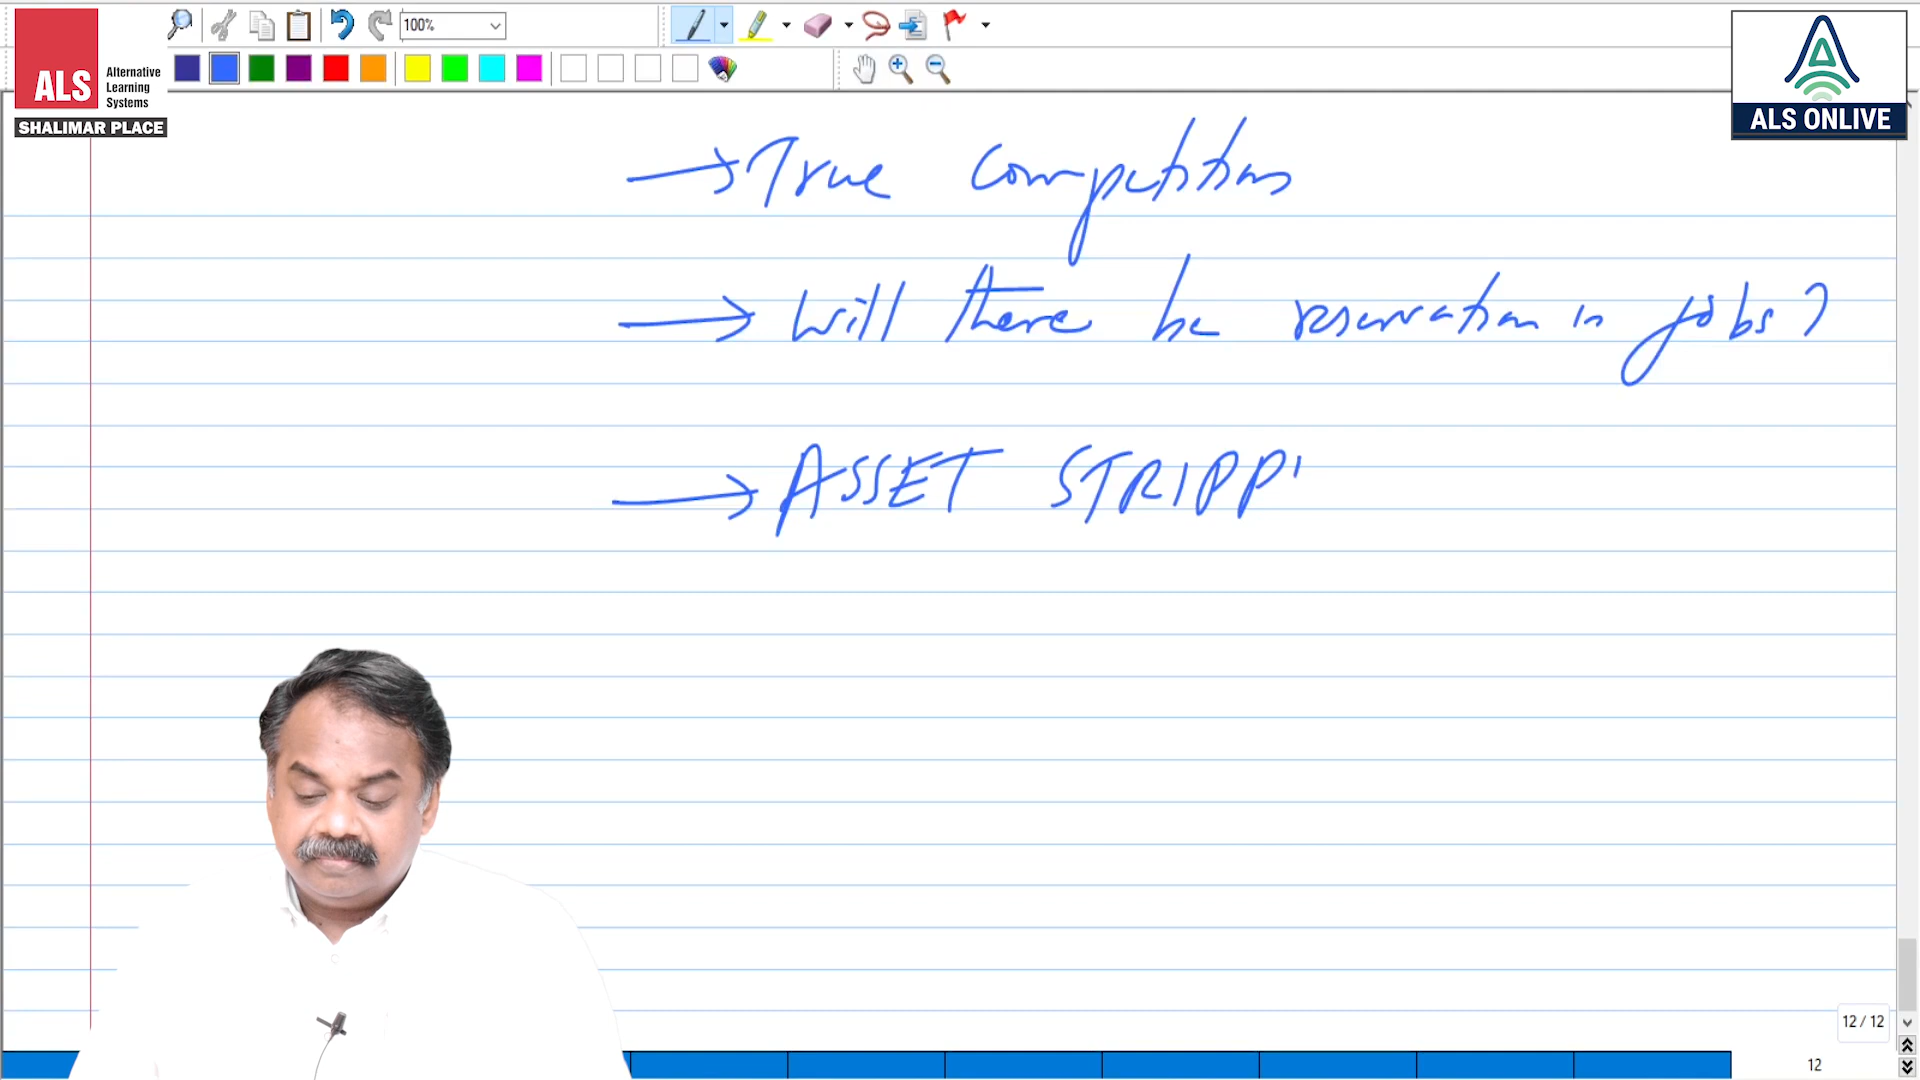 100%
ALS
Alternative
Learning
Systems
SHALIMAR PLACE
ALS ONLIVE
→ True Competition
→ Will there be reservation in jobs?
→ ASSET STRIPPI
12 / 12
12